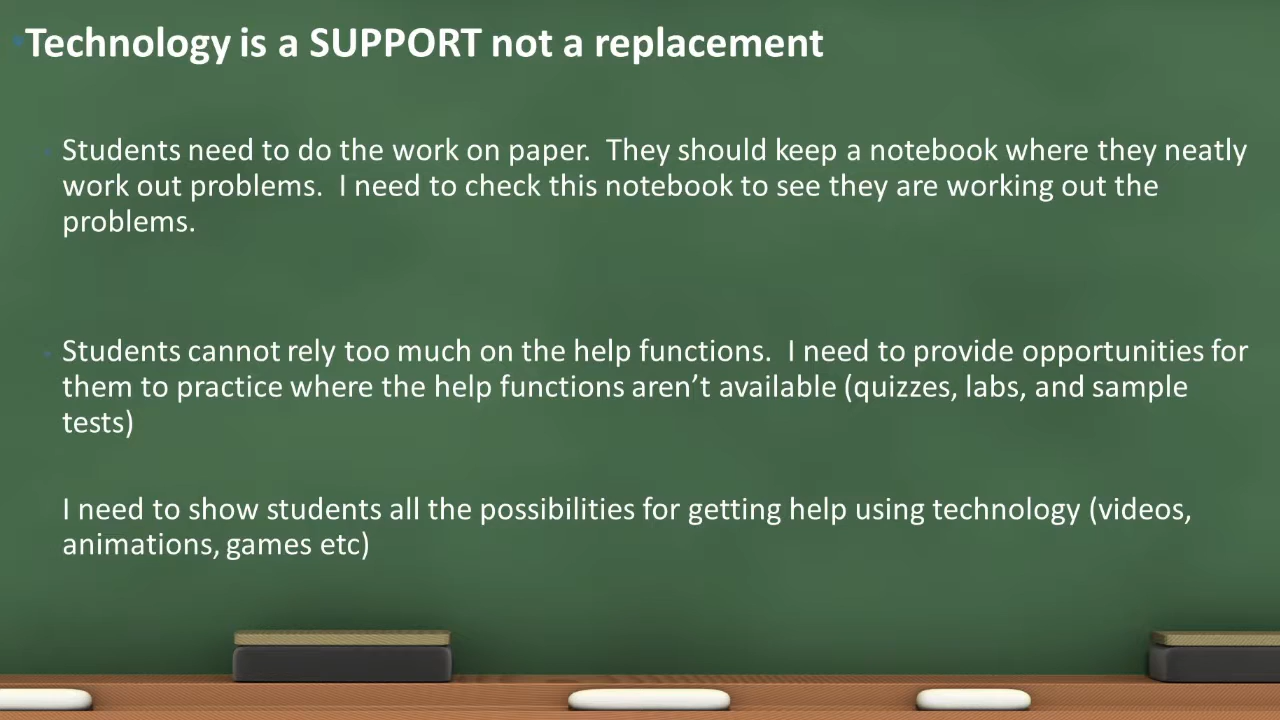 Technology is a SUPPORT not a replacement
Students need to do the work on paper.  They should keep a notebook where they neatly
work out problems.  I need to check this notebook to see they are working out the
problems.
Students cannot rely too much on the help functions.  I need to provide opportunities for
them to practice where the help functions aren’t available (quizzes, labs, and sample
tests)
I need to show students all the possibilities for getting help using technology (videos,
animations, games etc)